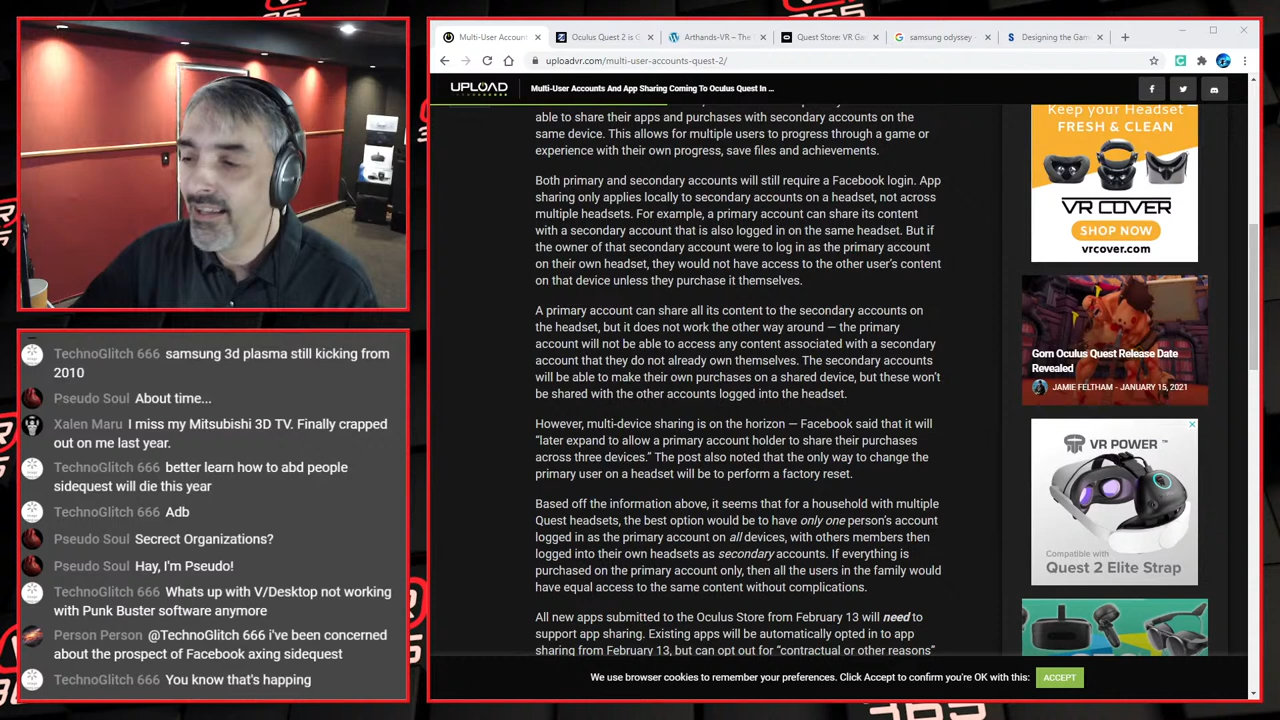 TechnoGlitch 666 samsung 3d plasma still kicking from
2010
Pseudo Soul About time...
Xalen Maru I miss my Mitsubishi 3D TV. Finally crapped
out on me last year.
TechnoGlitch 666 better learn how to abd people
sidequest will die this year
TechnoGlitch 666 Adb
Pseudo Soul Secrect Organizations?
Pseudo Soul Hay, I'm Pseudo!
TechnoGlitch 666 Whats up with V/Desktop not working
with Punk Buster software anymore
Person Person @TechnoGlitch 666 i've been concerned
about the prospect of Facebook axing sidequest
TechnoGlitch 666 You know that's happing
Multi-User Account
Oculus Quest 2 is G
Arthands-VR – The
Quest Store: VR Ga
samsung odyssey
Designing the Gam
uploadvr.com/multi-user-accounts-quest-2/
UPLOAD
Multi-User Accounts And App Sharing Coming To Oculus Quest In ...
able to share their apps and purchases with secondary accounts on the
same device. This allows for multiple users to progress through a game or
experience with their own progress, save files and achievements.
Both primary and secondary accounts will still require a Facebook login. App
sharing only applies locally to secondary accounts on a headset, not across
multiple headsets. For example, a primary account can share its content
with a secondary account that is also logged in on the same headset. But if
the owner of that secondary account were to log in as the primary account
on their own headset, they would not have access to the other user's content
on that device unless they purchase it themselves.
A primary account can share all its content to the secondary accounts on
the headset, but it does not work the other way around — the primary
account will not be able to access any content associated with a secondary
account that they do not already own themselves. The secondary accounts
will be able to make their own purchases on a shared device, but these won't
be shared with the other accounts logged into the headset.
However, multi-device sharing is on the horizon — Facebook said that it will
“later expand to allow a primary account holder to share their purchases
across three devices.” The post also noted that the only way to change the
primary user on a headset will be to perform a factory reset.
Based off the information above, it seems that for a household with multiple
Quest headsets, the best option would be to have only one person's account
logged in as the primary account on all devices, with others members then
logged into their own headsets as secondary accounts. If everything is
purchased on the primary account only, then all the users in the family would
have equal access to the same content without complications.
All new apps submitted to the Oculus Store from February 13 will need to
support app sharing. Existing apps will be automatically opted in to app
sharing from February 13, but can opt out for “contractual or other reasons”
Keep your Headset
FRESH & CLEAN
VR COVER
SHOP NOW
vrcover.com
Gorn Oculus Quest Release Date
Revealed
JAMIE FELTHAM - JANUARY 15, 2021
VR POWER™
Compatible with
Quest 2 Elite Strap
We use browser cookies to remember your preferences. Click Accept to confirm you're OK with this:
ACCEPT
365